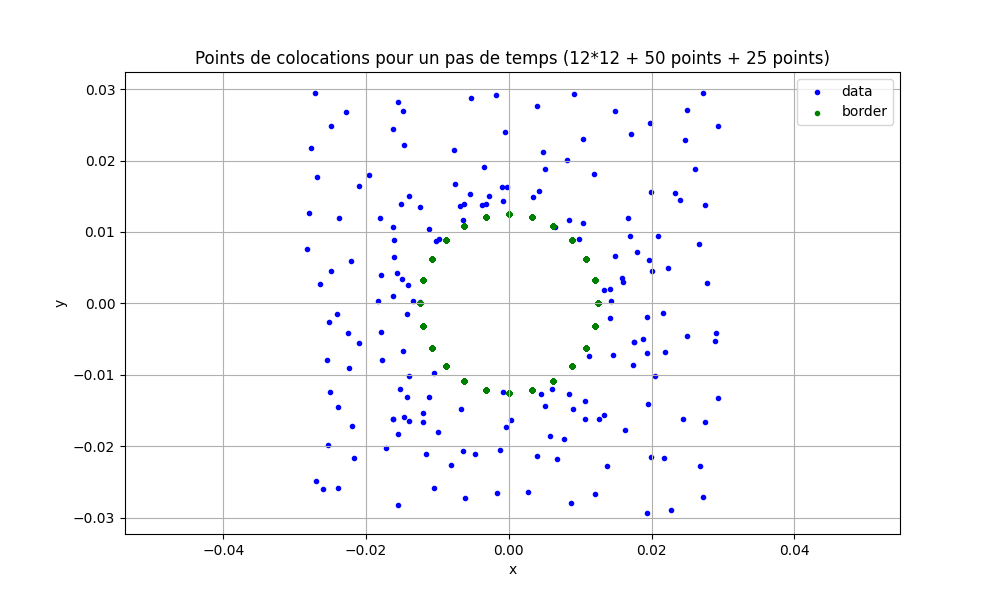 Points de colocations pour un pas de temps (12*12 + 50 points + 25 points)
data
border
0.03
0.02
0.01
0.00
−0.01
−0.02
−0.03
y
−0.04
−0.02
0.00
0.02
0.04
x